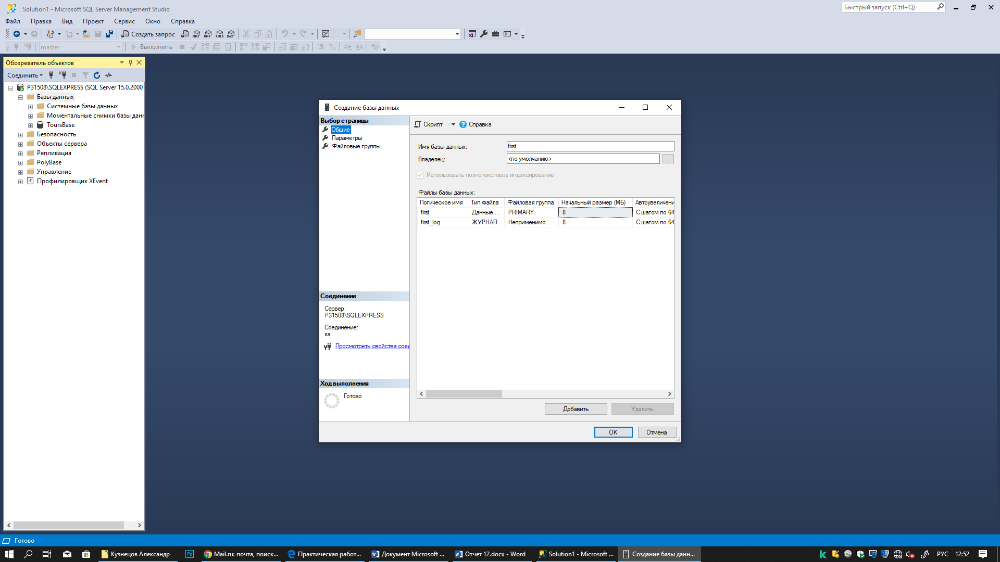 Solution1 - Microsoft SQL Server Management Studio
Быстрый запуск (Ctrl+Q)
Файл Правка Вид Проект Сервис Окно Справка
Создать запрос MDX DMX XMLA DAX
master Выполнить
Обозреватель объектов
Соединить
P31508\SQLEXPRESS (SQL Server 15.0.2000
Базы данных
Системные базы данных
Моментальные снимки базы дан
ToursBase
Безопасность
Объекты сервера
Репликация
PolyBase
Управление
Профилировщик XEvent
Создание базы данных
Выбор страницы
Общие
Параметры
Файловые группы
Скрипт Справка
Имя базы данных: first
Владелец: <по умолчанию> ...
Использовать полнотекстовое индексирование
Файлы базы данных:
Логическое имя Тип файла Файловая группа Начальный размер (МБ) Автоувеличени
first Данные ... PRIMARY 8 С шагом по 64
first_log ЖУРНАЛ Неприменимо 8 С шагом по 64
Соединение
Сервер:
P31508\SQLEXPRESS
Соединение:
sa
Просмотреть свойства соед
Ход выполнения
Готово
Добавить Удалить
OK Отмена
Готово
Кузнецов Александр Ps Mail.ru: почта, поиск... Практическая работ... Документ Microsoft ... Отчет 12.docx - Word Solution1 - Microsoft ... Создание базы данн... РУС 12:52